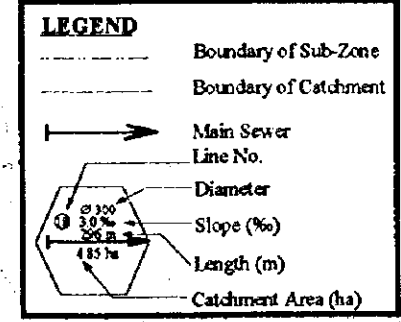 LEGEND
Boundary of Sub-Zone
Boundary of Catchment
Main Sewer
Line No.
Diameter
Ø 300
3.0 ‰
Slope (‰)
296 m
Length (m)
4.85 ha
Catchment Area (ha)